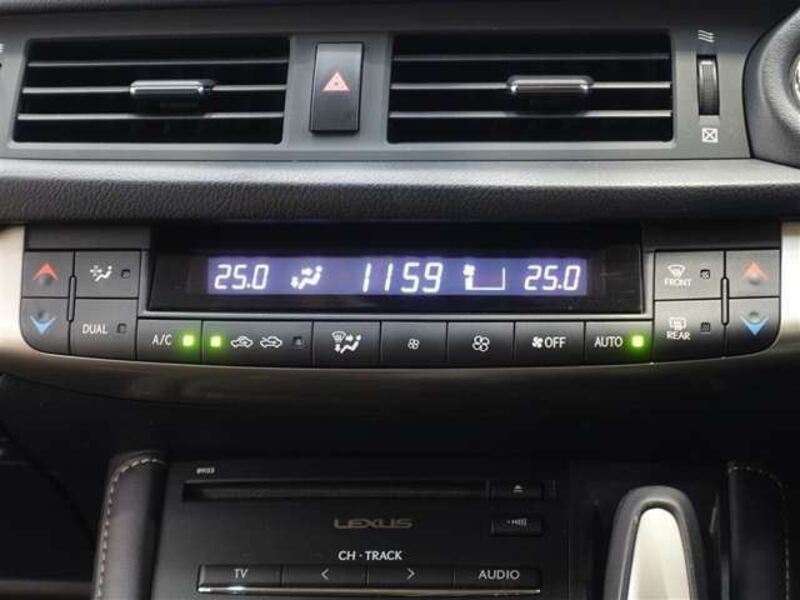 25.0 1159 25.0
FRONT
DUAL
A/C
OFF
AUTO
REAR
LEXUS
CH · TRACK
TV
AUDIO